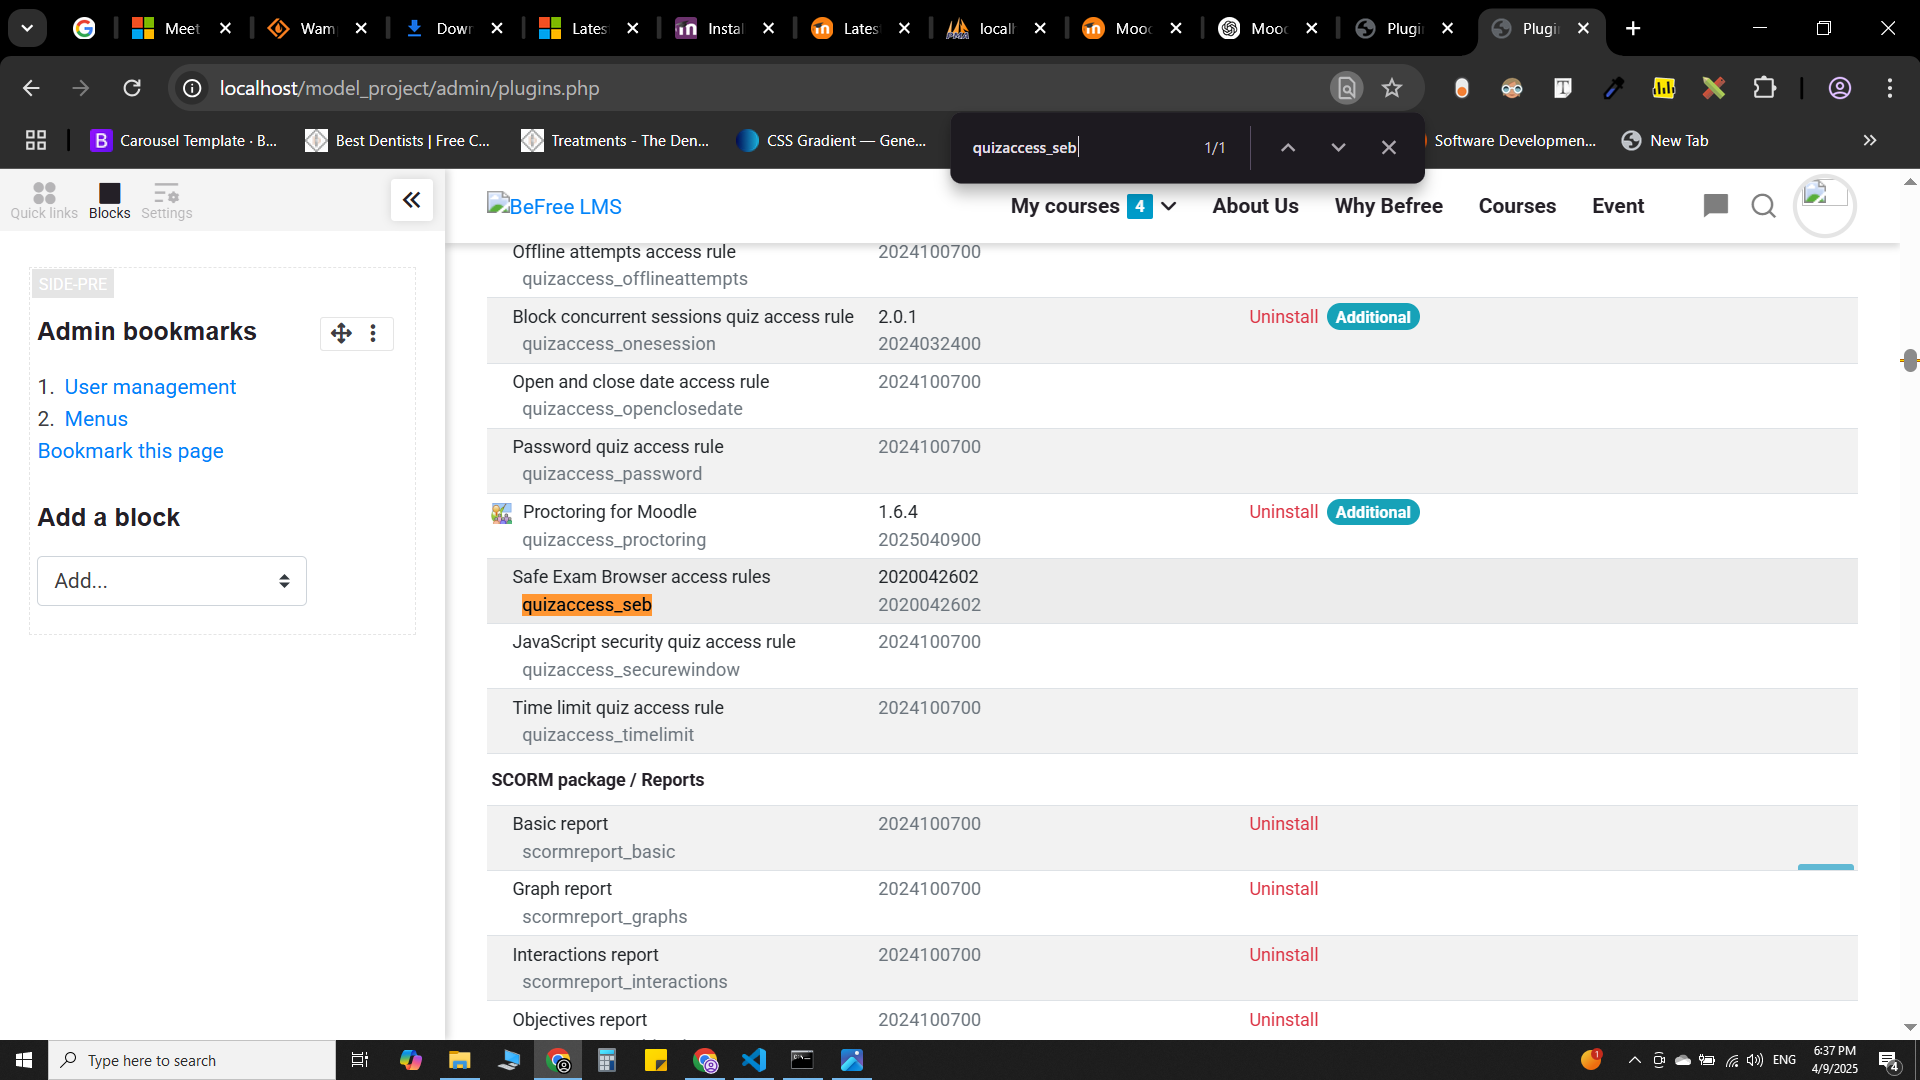 Meet
Wam
Dow
Lates
Instal
Lates
local
Mood
Mood
Plugi
Plugi
localhost/model_project/admin/plugins.php
Carousel Template · B...
Best Dentists | Free C...
Treatments - The Den...
CSS Gradient — Gene...
Software Developmen...
New Tab
quizaccess_seb
1/1
Quick links
Blocks
Settings
BeFree LMS
My courses 4
About Us
Why Befree
Courses
Event
SIDE-PRE
Admin bookmarks
1. User management
2. Menus
Bookmark this page
Add a block
Add...
Offline attempts access rule 2024100700
quizaccess_offlineattempts
Block concurrent sessions quiz access rule 2.0.1 Uninstall Additional
quizaccess_onesession 2024032400
Open and close date access rule 2024100700
quizaccess_openclosedate
Password quiz access rule 2024100700
quizaccess_password
Proctoring for Moodle 1.6.4 Uninstall Additional
quizaccess_proctoring 2025040900
Safe Exam Browser access rules 2020042602
quizaccess_seb 2020042602
JavaScript security quiz access rule 2024100700
quizaccess_securewindow
Time limit quiz access rule 2024100700
quizaccess_timelimit
SCORM package / Reports
Basic report 2024100700 Uninstall
scormreport_basic
Graph report 2024100700 Uninstall
scormreport_graphs
Interactions report 2024100700 Uninstall
scormreport_interactions
Objectives report 2024100700 Uninstall
Type here to search
1
ENG
6:37 PM
4/9/2025
4